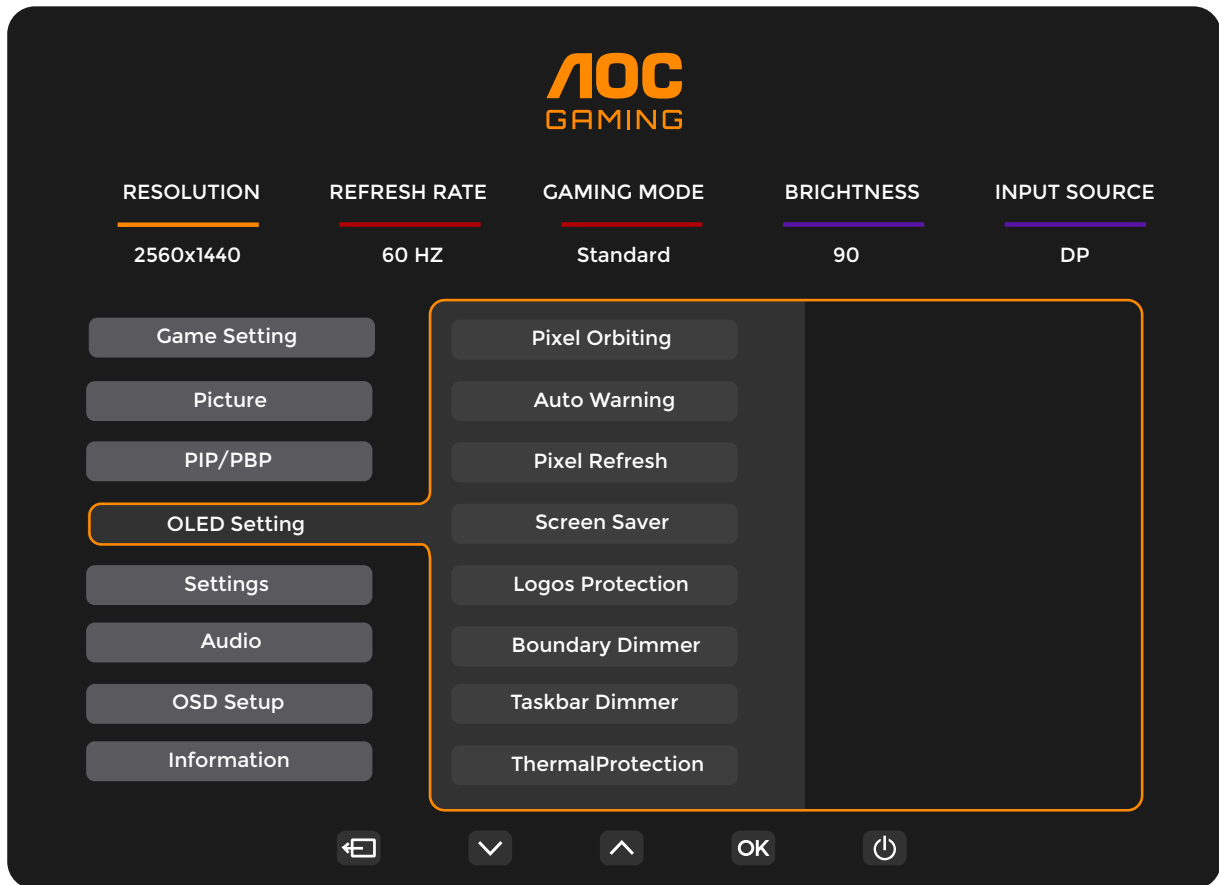 AOC
GAMING
RESOLUTION REFRESH RATE GAMING MODE BRIGHTNESS INPUT SOURCE
2560x1440 60 HZ Standard 90 DP
Game Setting Pixel Orbiting
Picture Auto Warning
PIP/PBP Pixel Refresh
OLED Setting Screen Saver
Settings Logos Protection
Audio Boundary Dimmer
OSD Setup Taskbar Dimmer
Information ThermalProtection
OK